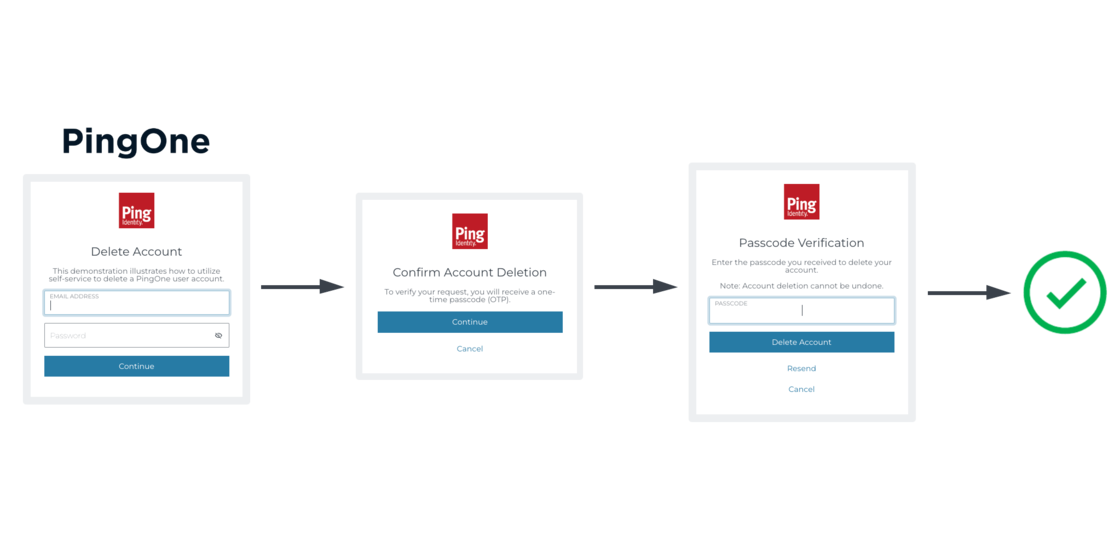 PingOne
Ping
Identity.
Delete Account
This demonstration illustrates how to utilize
self-service to delete a PingOne user account.
EMAIL ADDRESS
Password
Continue
Ping
Identity.
Confirm Account Deletion
To verify your request, you will receive a one-
time passcode (OTP).
Continue
Cancel
Ping
Identity.
Passcode Verification
Enter the passcode you received to delete your
account.
Note: Account deletion cannot be undone.
PASSCODE
Delete Account
Resend
Cancel